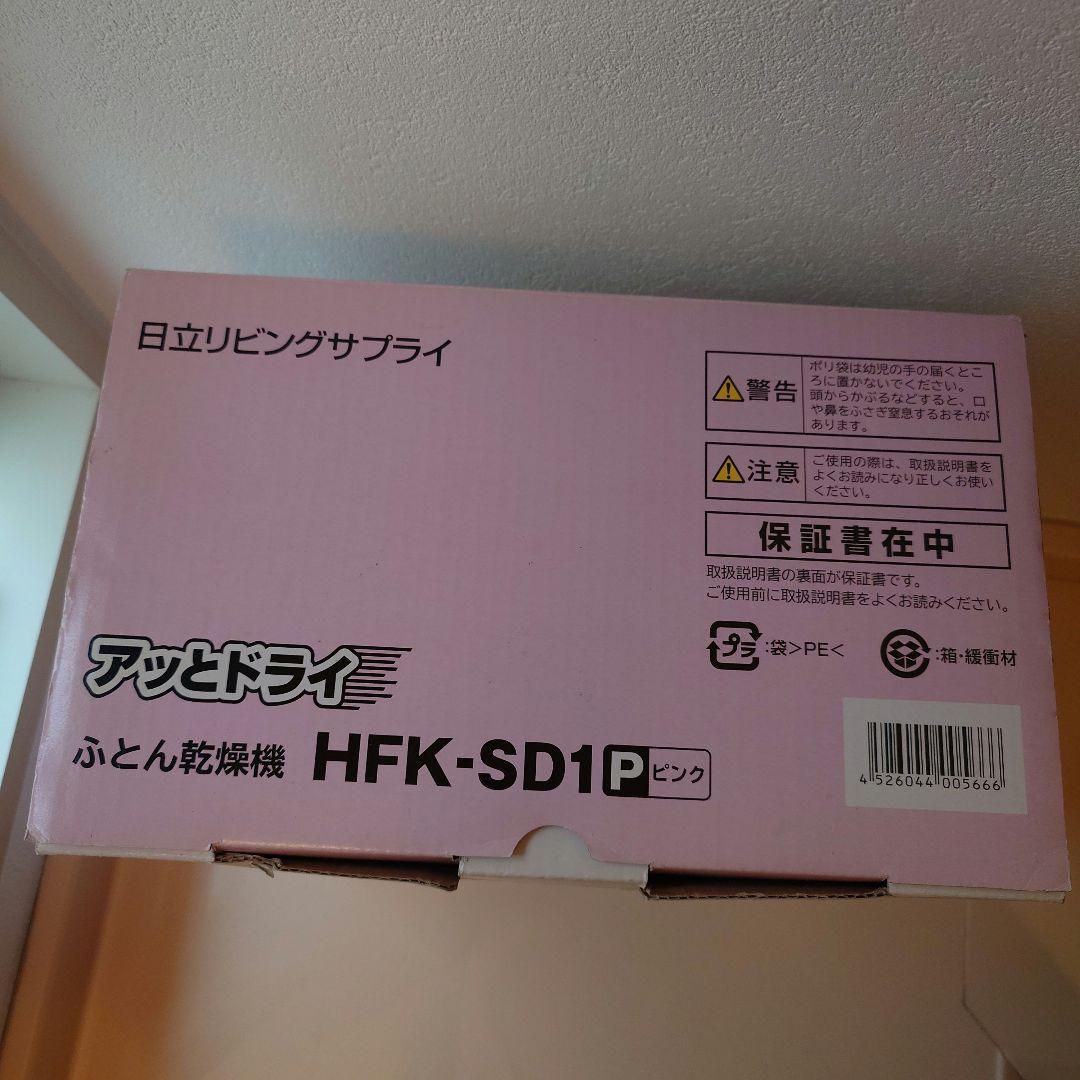 日立リビングサプライ
警告
ポリ袋は幼児の手の届くとこ
ろに置かないでください。
頭からかぶるなどすると、口
や鼻をふさぎ窒息するおそれが
あります。
注意
ご使用の際は、取扱説明書を
よくお読みになり正しくお使い
ください。
保証書在中
取扱説明書の裏面が保証書です。
ご使用前に取扱説明書をよくお読みください。
プラ :袋>PE<
:箱・緩衝材
アッとドライ
ふとん乾燥機 HFK-SD1 P ピンク
4 526044 005666